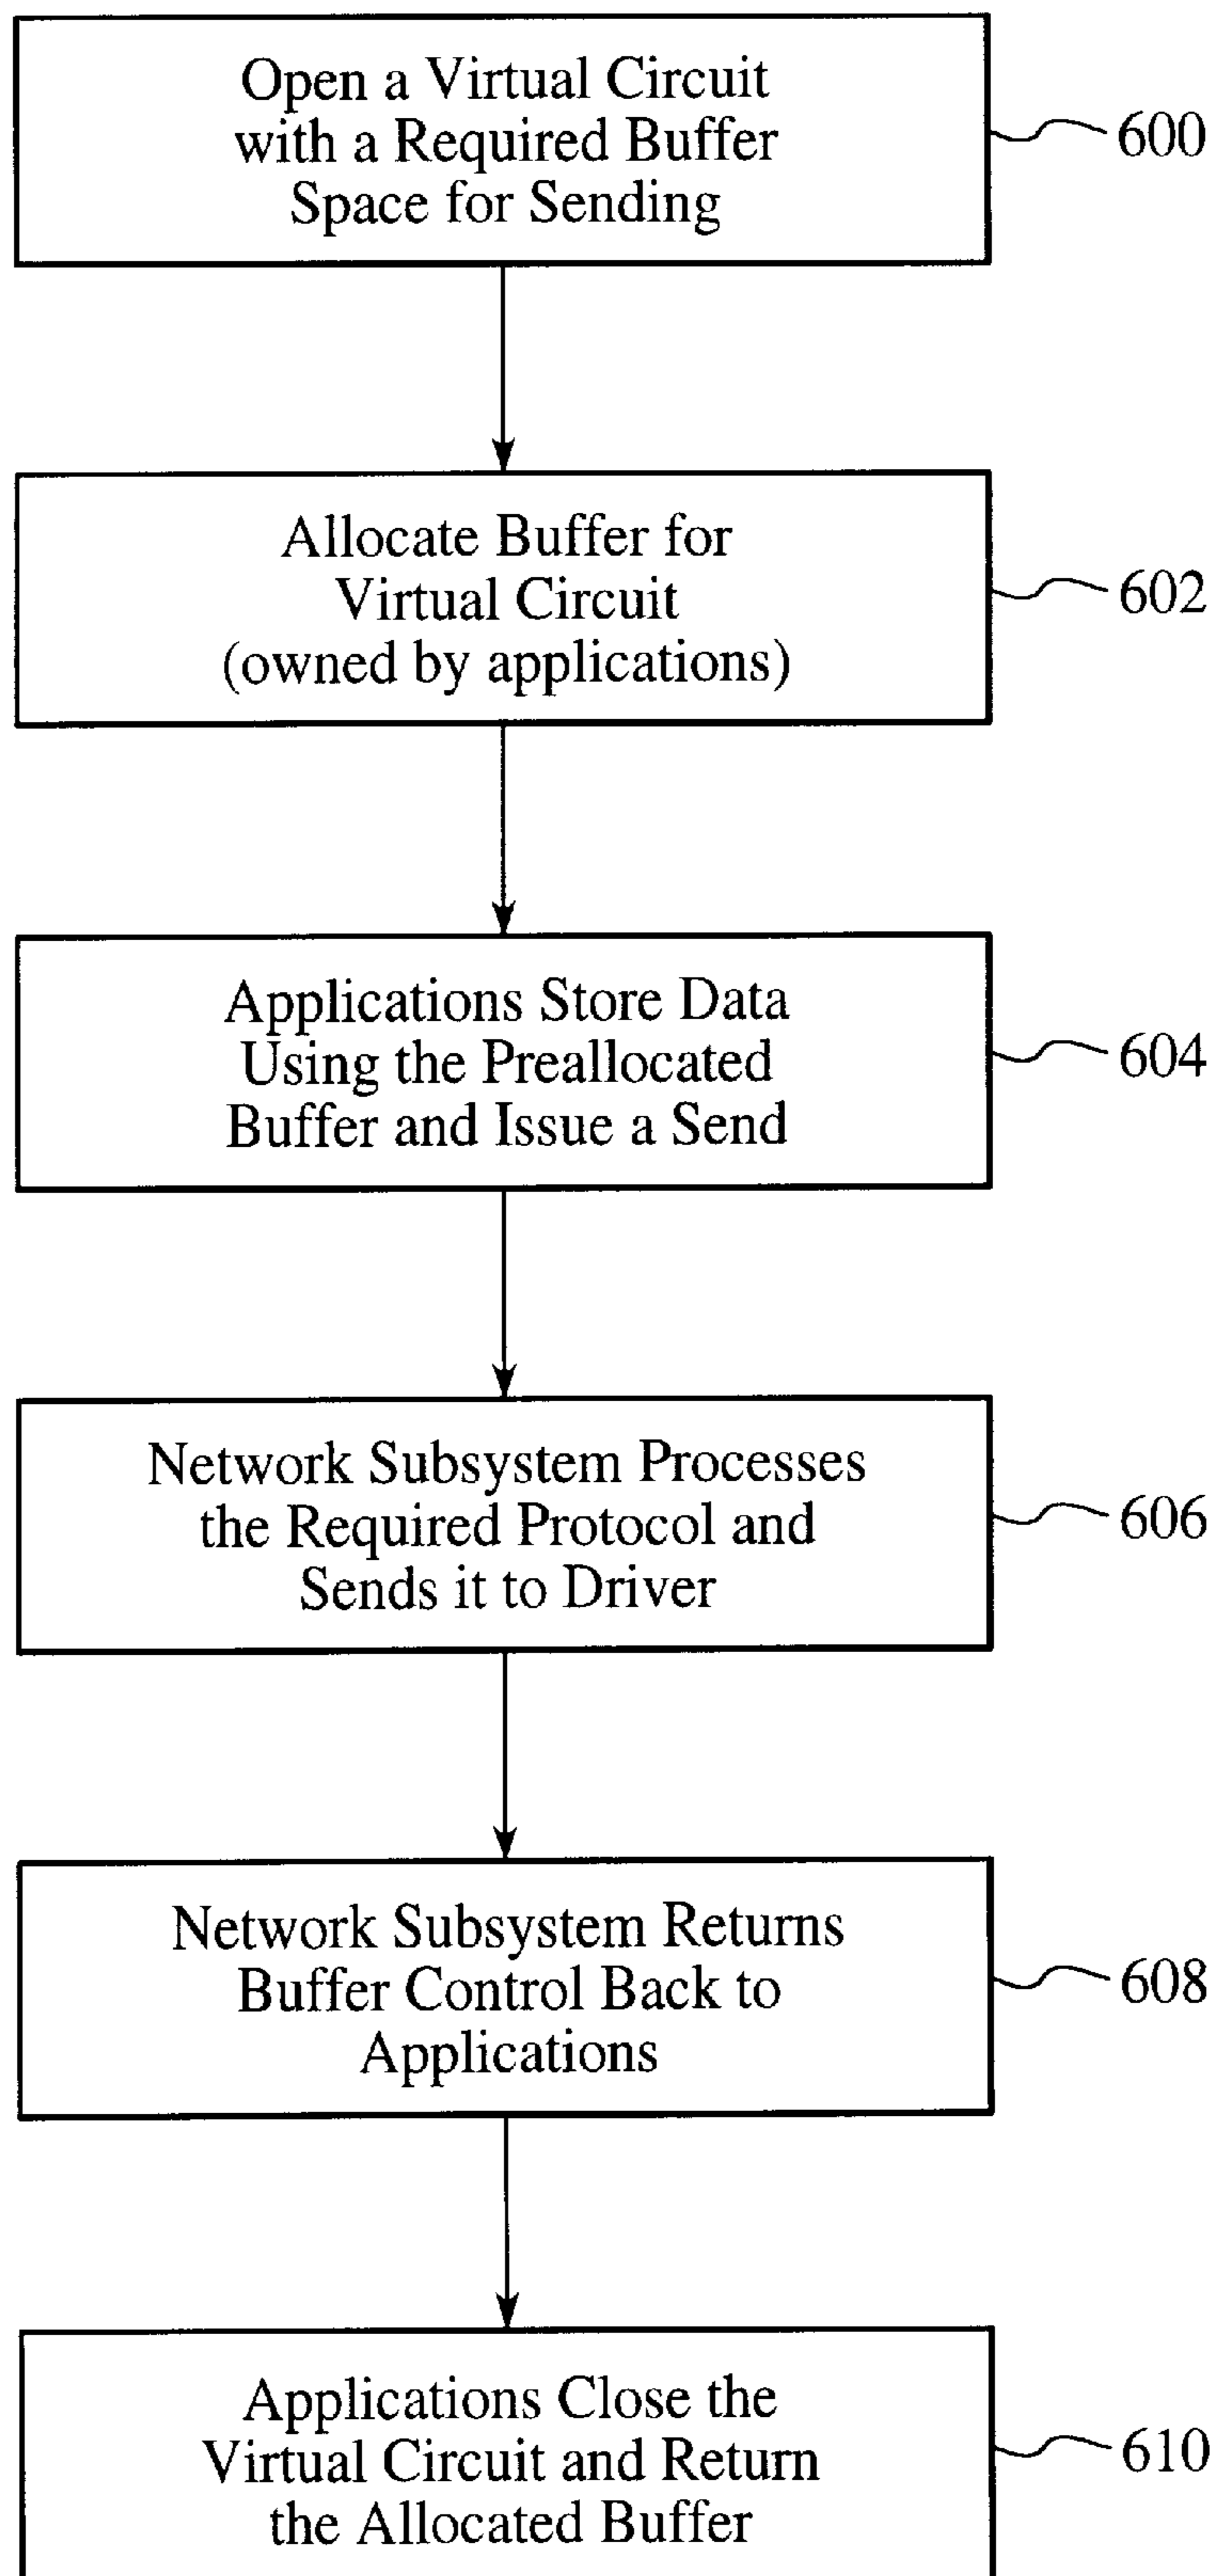 Open a Virtual Circuit
with a Required Buffer
Space for Sending
600
Allocate Buffer for
Virtual Circuit
(owned by applications)
602
Applications Store Data
Using the Preallocated
Buffer and Issue a Send
604
Network Subsystem Processes
the Required Protocol and
Sends it to Driver
606
Network Subsystem Returns
Buffer Control Back to
Applications
608
Applications Close the
Virtual Circuit and Return
the Allocated Buffer
610